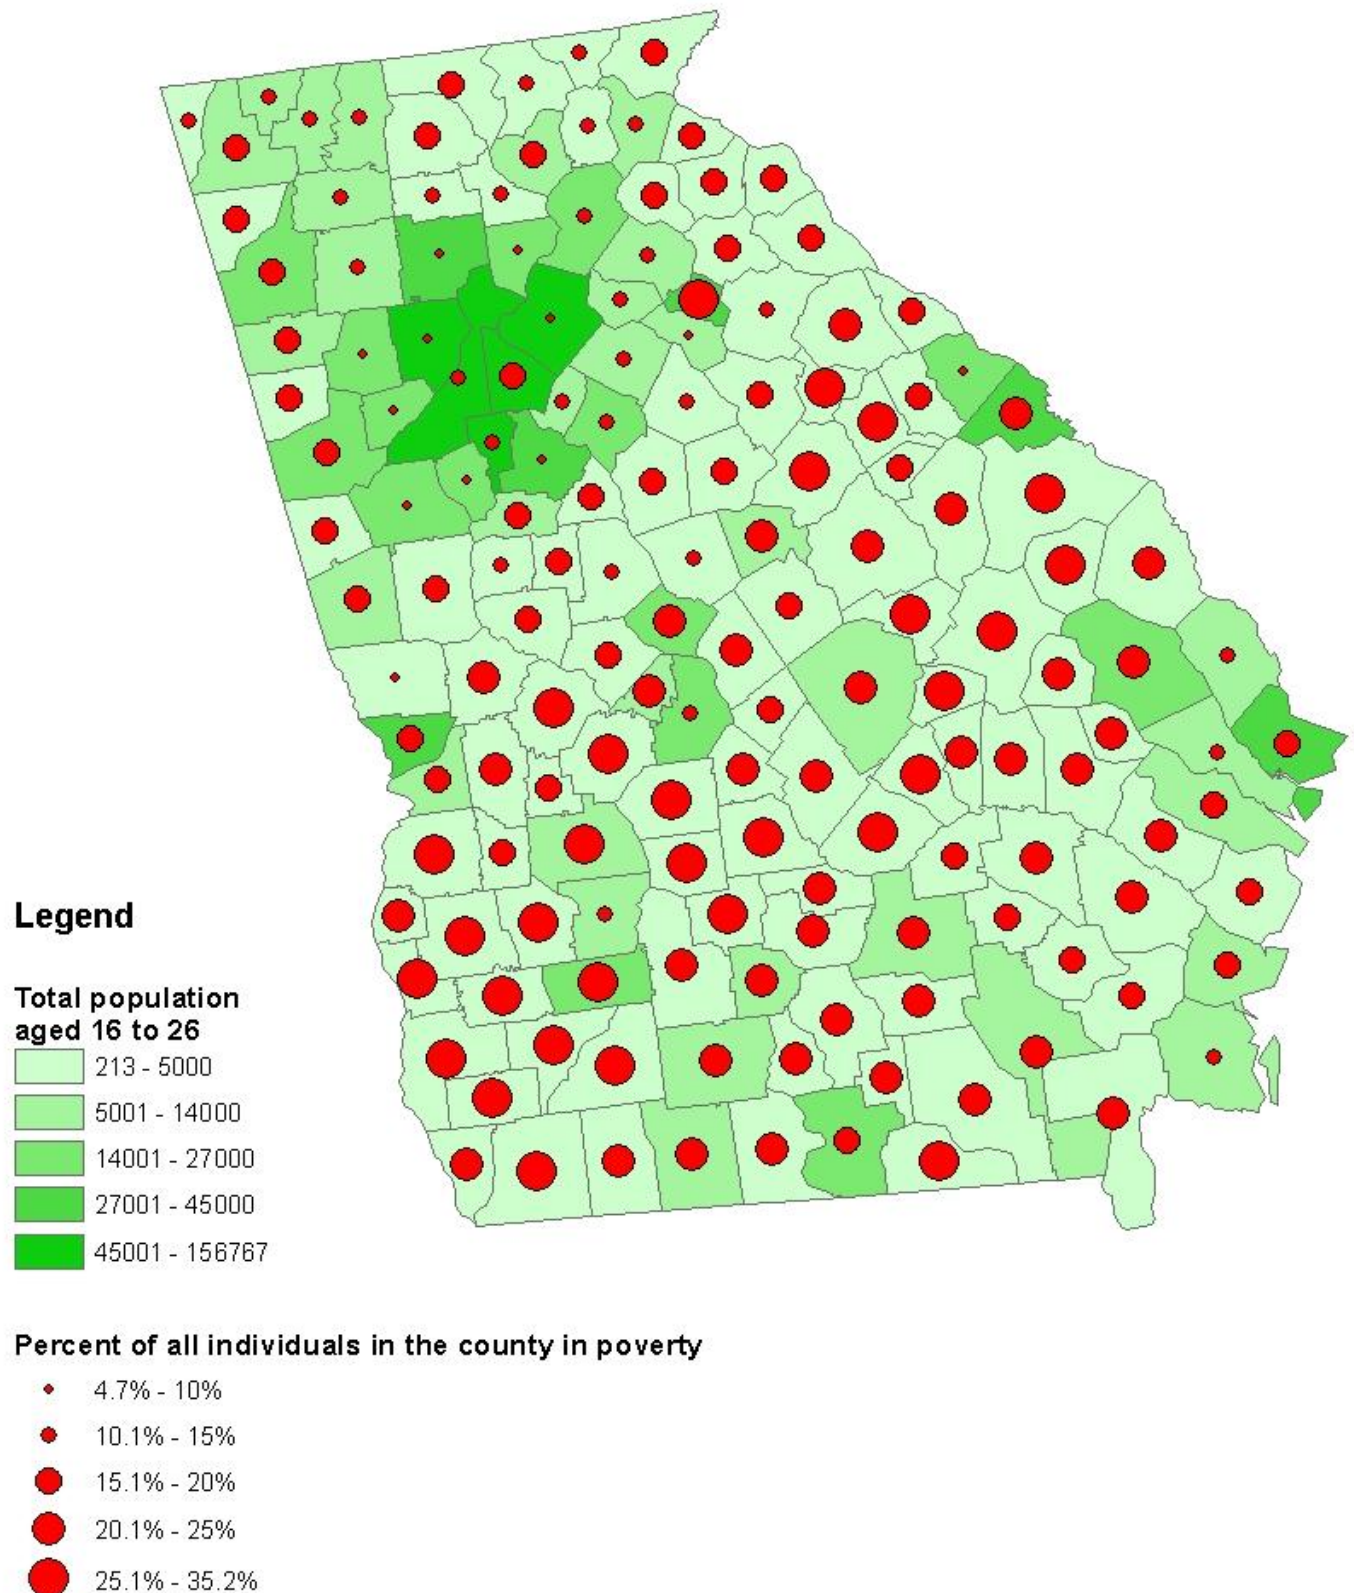 Legend
Total population
aged 16 to 26
213 - 5000
5001 - 14000
14001 - 27000
27001 - 45000
45001 - 156767
Percent of all individuals in the county in poverty
4.7% - 10%
10.1% - 15%
15.1% - 20%
20.1% - 25%
25.1% - 35.2%